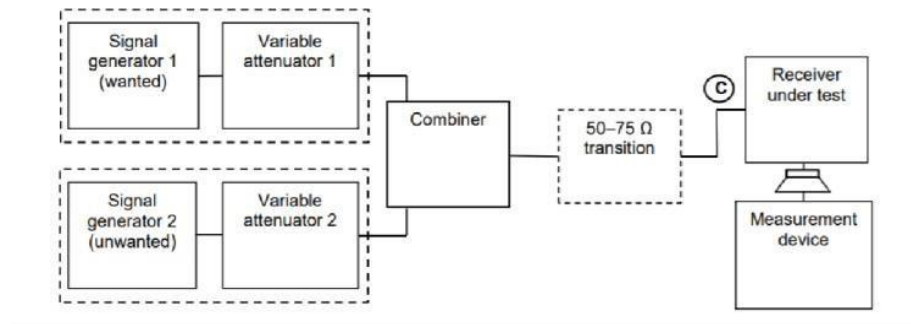 Signal
generator 1
(wanted)
Variable
attenuator 1
Combiner
50–75 Ω
transition
C
Receiver
under test
Signal
generator 2
(unwanted)
Variable
attenuator 2
Measurement
device